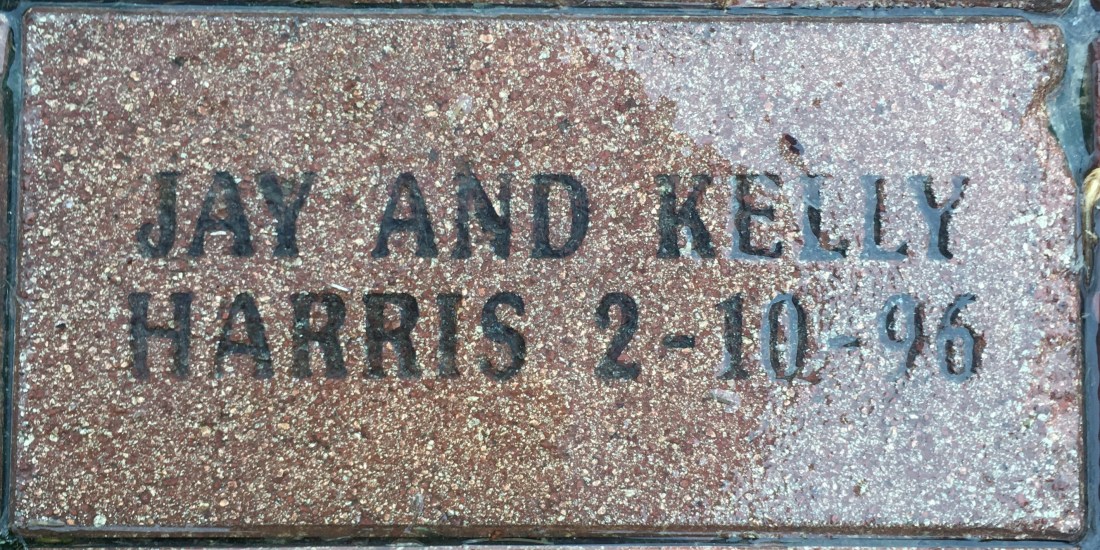 JAY AND KELLY
HARRIS 2-10-96